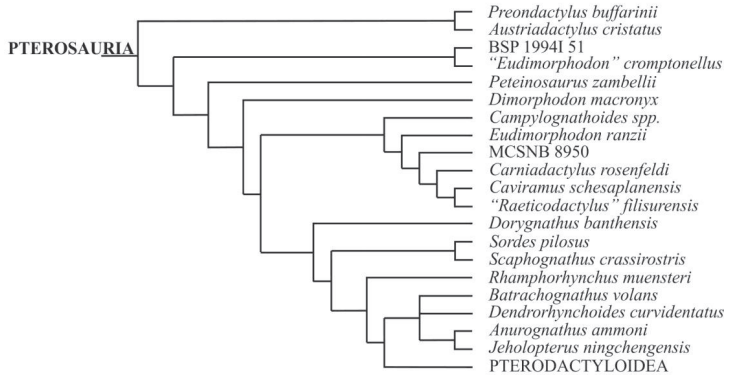 Preondactylus buffarinii
Austriadactylus cristatus
PTEROSAURIA
BSP 1994I 51
“Eudimorphodon” cromptonellus
Peteinosaurus zambellii
Dimorphodon macronyx
Campylognathoides spp.
Eudimorphodon ranzii
MCSNB 8950
Carniadactylus rosenfeldi
Caviramus schesaplanensis
“Raeticodactylus” filisurensis
Dorygnathus banthensis
Sordes pilosus
Scaphognathus crassirostris
Rhamphorhynchus muensteri
Batrachognathus volans
Dendrorhynchoides curvidentatus
Anurognathus ammoni
Jeholopterus ningchengensis
PTERODACTYLOIDEA